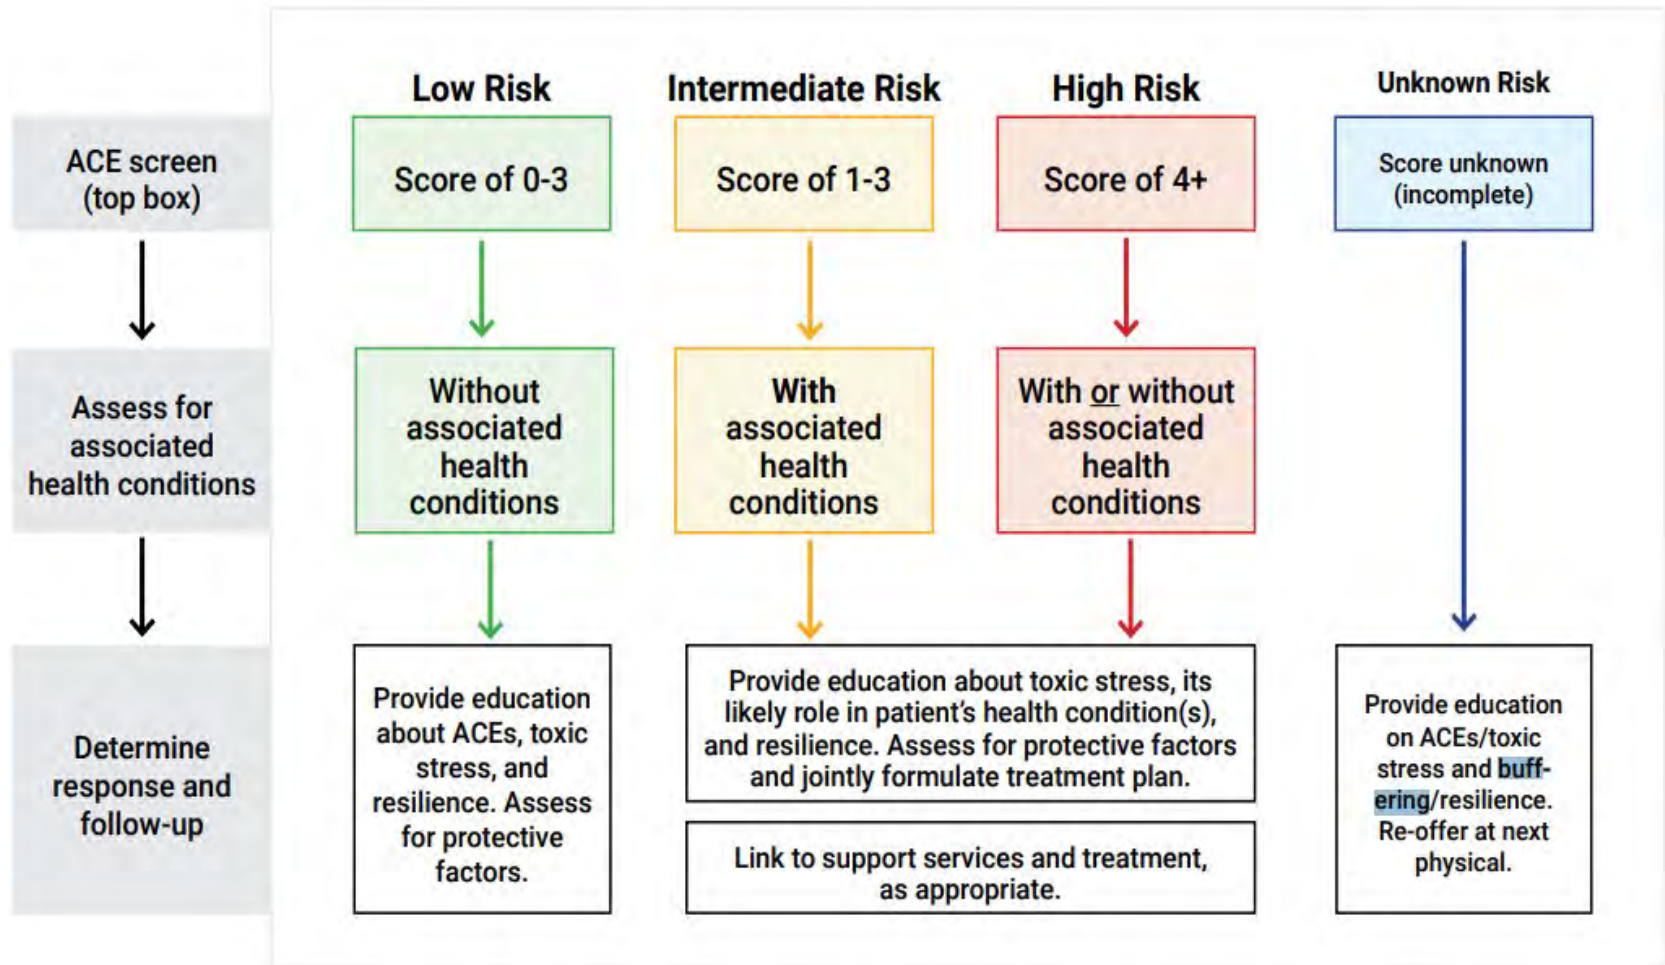 Low Risk
Intermediate Risk
High Risk
Unknown Risk
ACE screen
(top box)
Score of 0-3
Score of 1-3
Score of 4+
Score unknown
(incomplete)
Assess for
associated
health conditions
Without
associated
health
conditions
With
associated
health
conditions
With or without
associated
health
conditions
Determine
response and
follow-up
Provide education
about ACEs, toxic
stress, and
resilience. Assess
for protective
factors.
Provide education about toxic stress, its
likely role in patient's health condition(s),
and resilience. Assess for protective factors
and jointly formulate treatment plan.
Link to support services and treatment,
as appropriate.
Provide education
on ACEs/toxic
stress and buff-
ering/resilience.
Re-offer at next
physical.